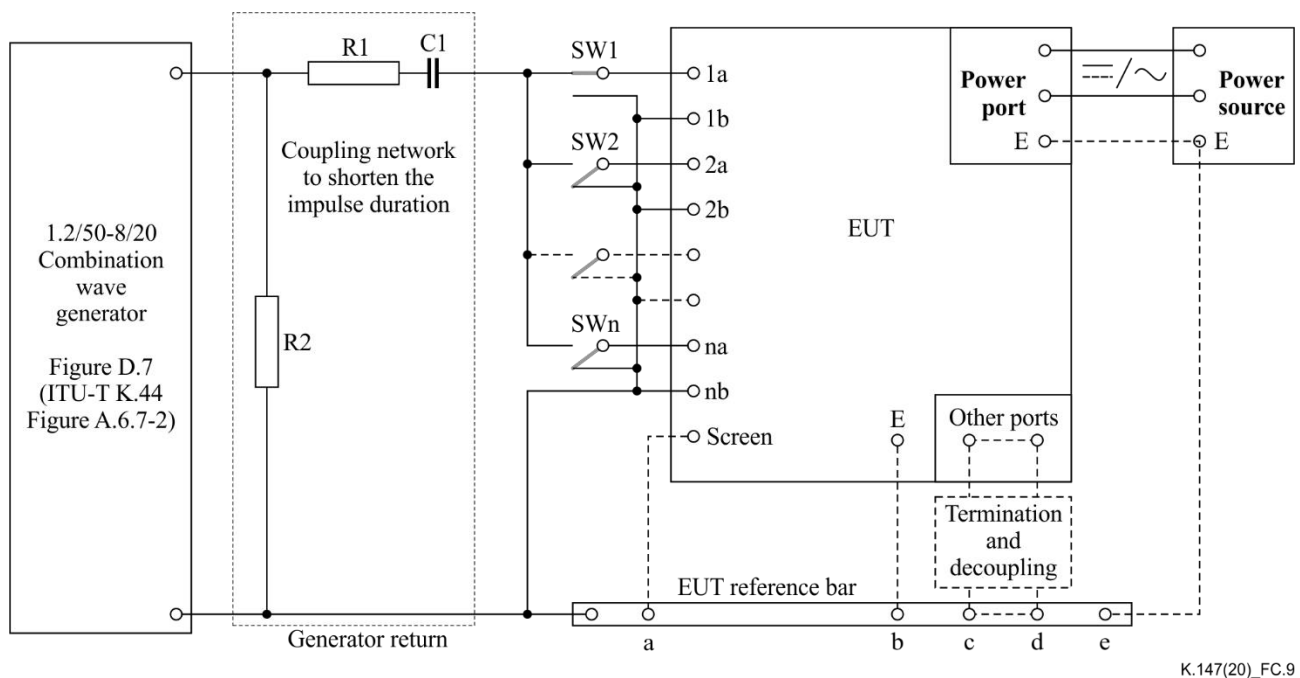 R1
C1
SW1
1a
1b
SW2
2a
2b
SWn
na
nb
Screen
Coupling network
to shorten the
impulse duration
1.2/50-8/20
Combination
wave
generator
Figure D.7
(ITU-T K.44
Figure A.6.7-2)
R2
EUT
Power
port
E
Power
source
E
E
Other ports
Termination
and
decoupling
EUT reference bar
Generator return
a
b
c
d
e
K.147(20)_FC.9